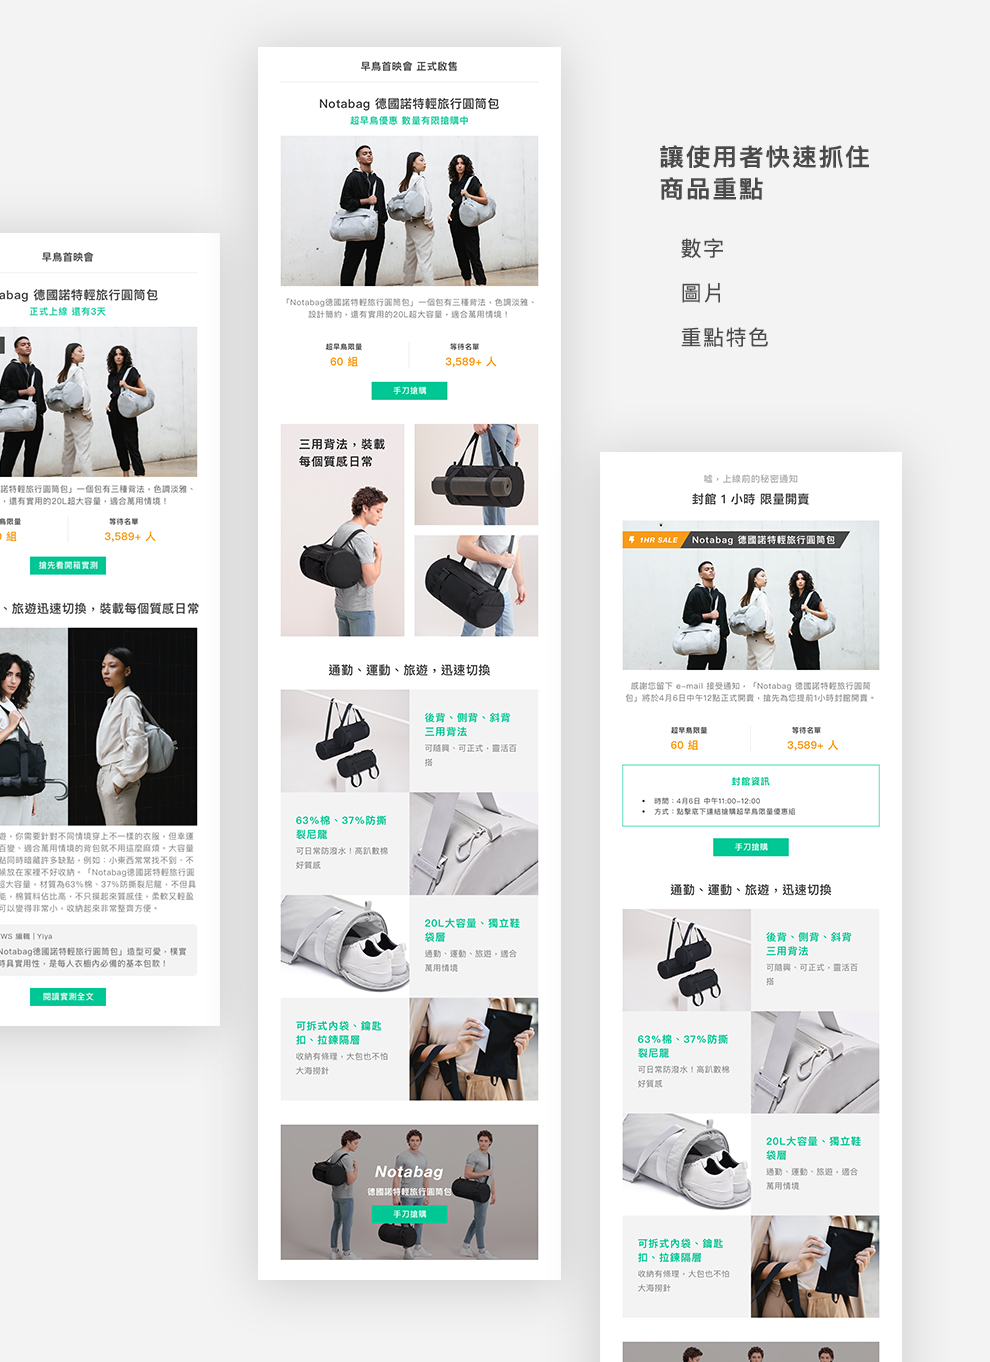 早鳥首映會
abag 德國諾特輕旅行圓筒包
正式上線 還有3天
諾特輕旅行圓筒包」一個包有三種背法，色調淡雅、
，還有實用的20L超大容量，適合萬用情境！
鳥限量
等待名單
組
3,589+ 人
搶先看開箱實測
、旅遊迅速切換，裝載每個質感日常
遊，你需要針對不同情境穿上不一樣的衣服，但幸運
百變、適合萬用情境的背包就不用這麼麻煩。大容量
點同時暗藏許多缺點，例如：小東西常常找不到、不
候放在家裡不好收納。「Notabag德國諾特輕旅行圓
超大容量，材質為63%棉、37%防撕裂尼龍，不但具
能，棉質料佔比高，不只摸起來質感佳，柔軟又輕盈
可以變得非常小，收納起來非常整齊方便。
WS 編輯 | Yiya
Notabag德國諾特輕旅行圓筒包」造型可愛，樸實
時具實用性，是每人衣櫥內必備的基本包款！
閱讀實測全文
早鳥首映會 正式啟售
Notabag 德國諾特輕旅行圓筒包
超早鳥優惠 數量有限搶購中
「Notabag德國諾特輕旅行圓筒包」一個包有三種背法，色調淡雅、
設計簡約，還有實用的20L超大容量，適合萬用情境！
超早鳥限量
等待名單
60 組
3,589+ 人
手刀搶購
三用背法，裝載
每個質感日常
通勤、運動、旅遊，迅速切換
後背、側背、斜背
三用背法
可隨興、可正式，靈活百
搭
63%棉、37%防撕
裂尼龍
可日常防潑水！高趴數棉
好質感
20L大容量、獨立鞋
袋層
通勤、運動、旅遊，適合
萬用情境
可拆式內袋、鑰匙
扣、拉鍊隔層
收納有條理，大包也不怕
大海撈針
Notabag
德國諾特輕旅行圓筒包
手刀搶購
讓使用者快速抓住
商品重點
數字
圖片
重點特色
噓，上線前的秘密通知
封館 1 小時 限量開賣
1HR SALE
Notabag 德國諾特輕旅行圓筒包
感謝您留下 e-mail 接受通知，「Notabag 德國諾特輕旅行圓筒
包」將於4月6日中午12點正式開賣，搶先為您提前1小時封館開賣。
超早鳥限量
等待名單
60 組
3,589+ 人
封館資訊
• 時間：4月6日 中午11:00-12:00
• 方式：點擊底下連結搶購超早鳥限量優惠組
手刀搶購
通勤、運動、旅遊，迅速切換
後背、側背、斜背
三用背法
可隨興、可正式，靈活百
搭
63%棉、37%防撕
裂尼龍
可日常防潑水！高趴數棉
好質感
20L大容量、獨立鞋
袋層
通勤、運動、旅遊，適合
萬用情境
可拆式內袋、鑰匙
扣、拉鍊隔層
收納有條理，大包也不怕
大海撈針